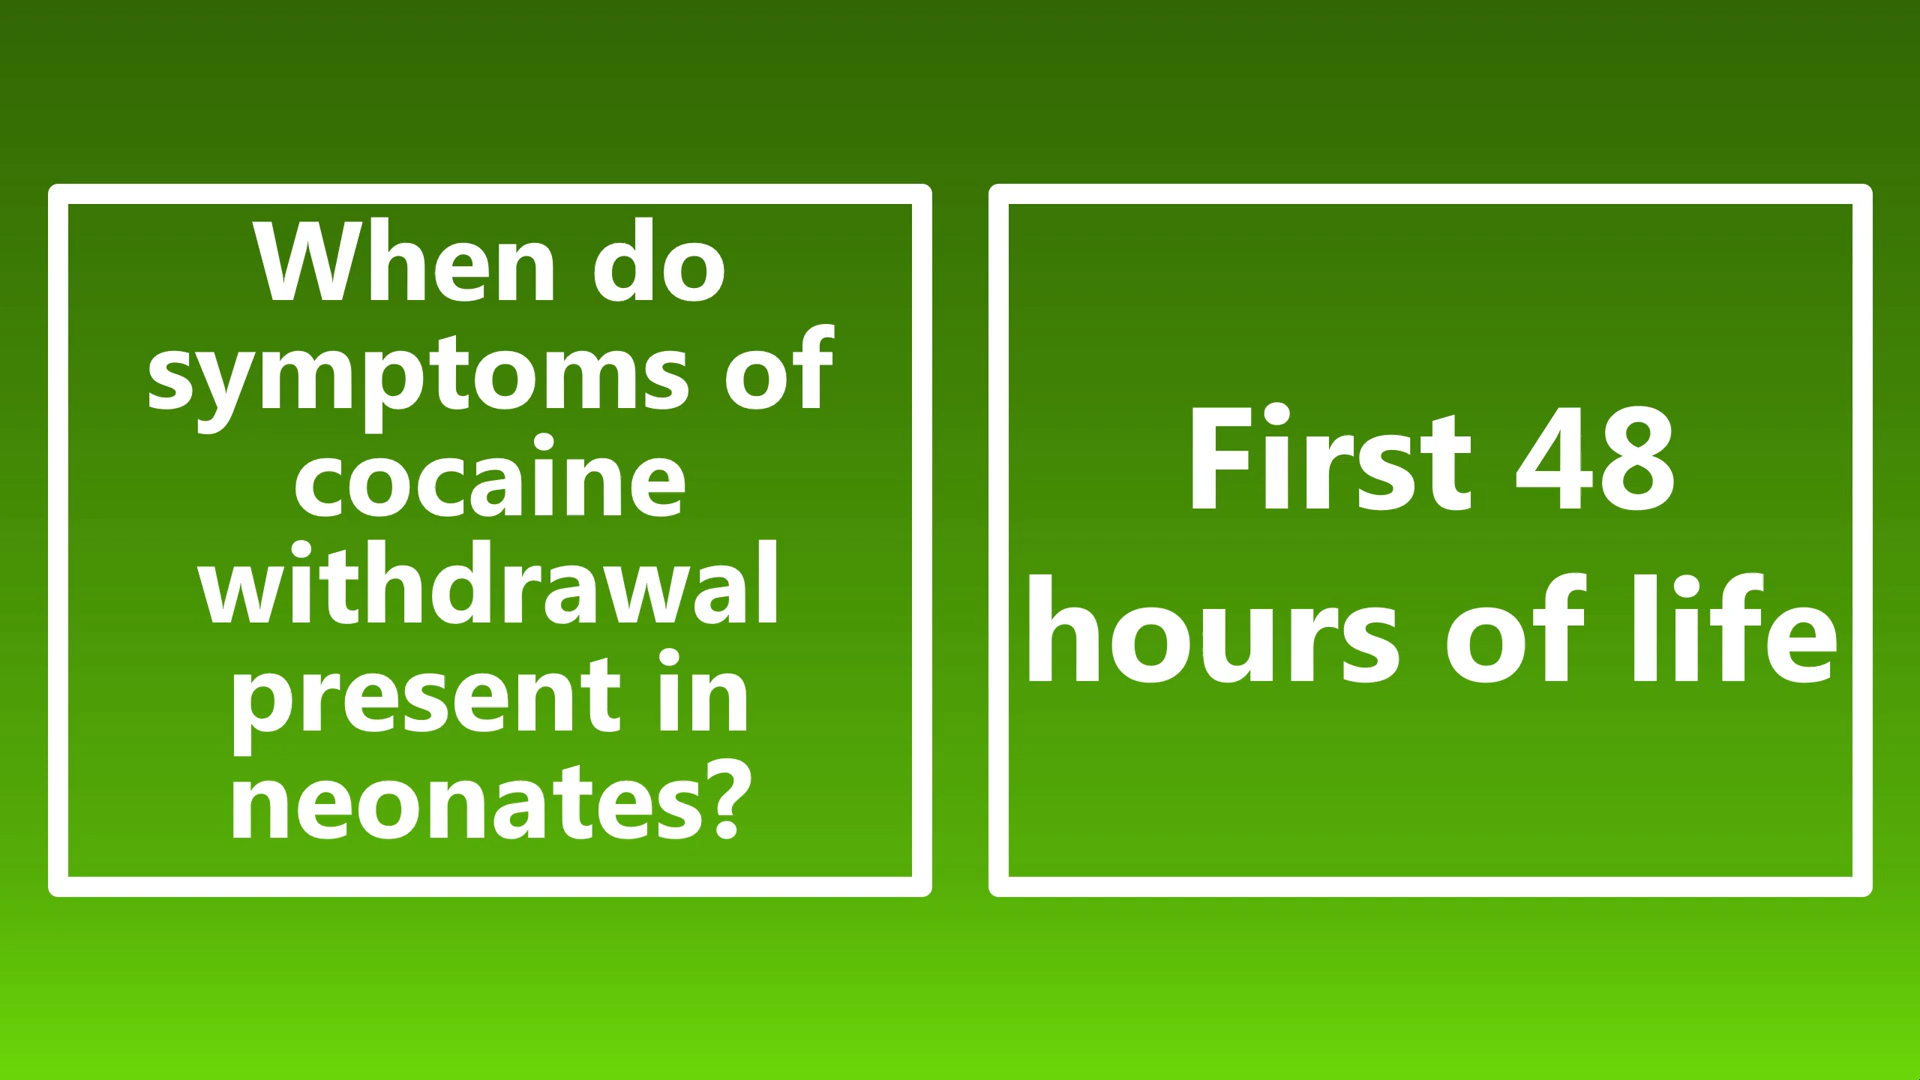 When do
symptoms of
cocaine
withdrawal
present in
neonates?
First 48
hours of life